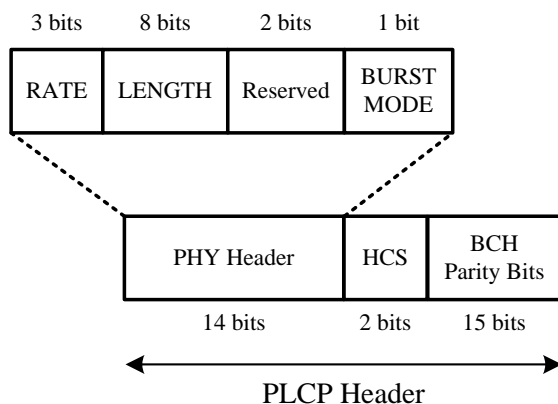 3 bits 8 bits 2 bits 1 bit
RATE LENGTH Reserved BURST MODE
PHY Header HCS BCH Parity Bits
14 bits 2 bits 15 bits
PLCP Header